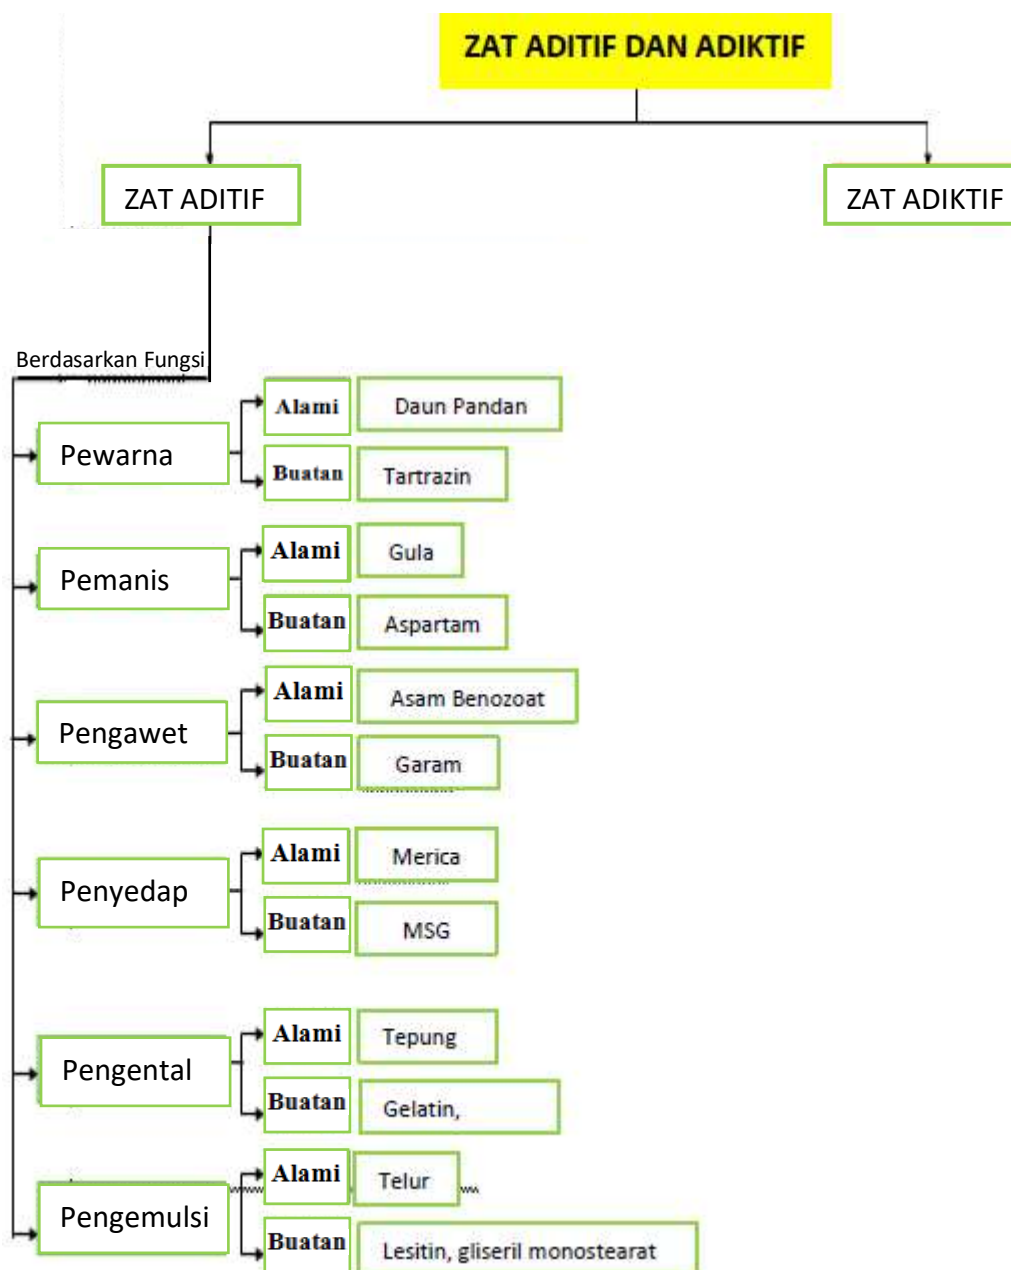 ZAT ADITIF DAN ADIKTIF
ZAT ADITIF
ZAT ADIKTIF
Berdasarkan Fungsi
Pewarna
Alami
Daun Pandan
Buatan
Tartrazin
Pemanis
Alami
Gula
Buatan
Aspartam
Pengawet
Alami
Asam Benozoat
Buatan
Garam
Penyedap
Alami
Merica
Buatan
MSG
Pengental
Alami
Tepung
Buatan
Gelatin,
Pengemulsi
Alami
Telur
Buatan
Lesitin, gliseril monostearat